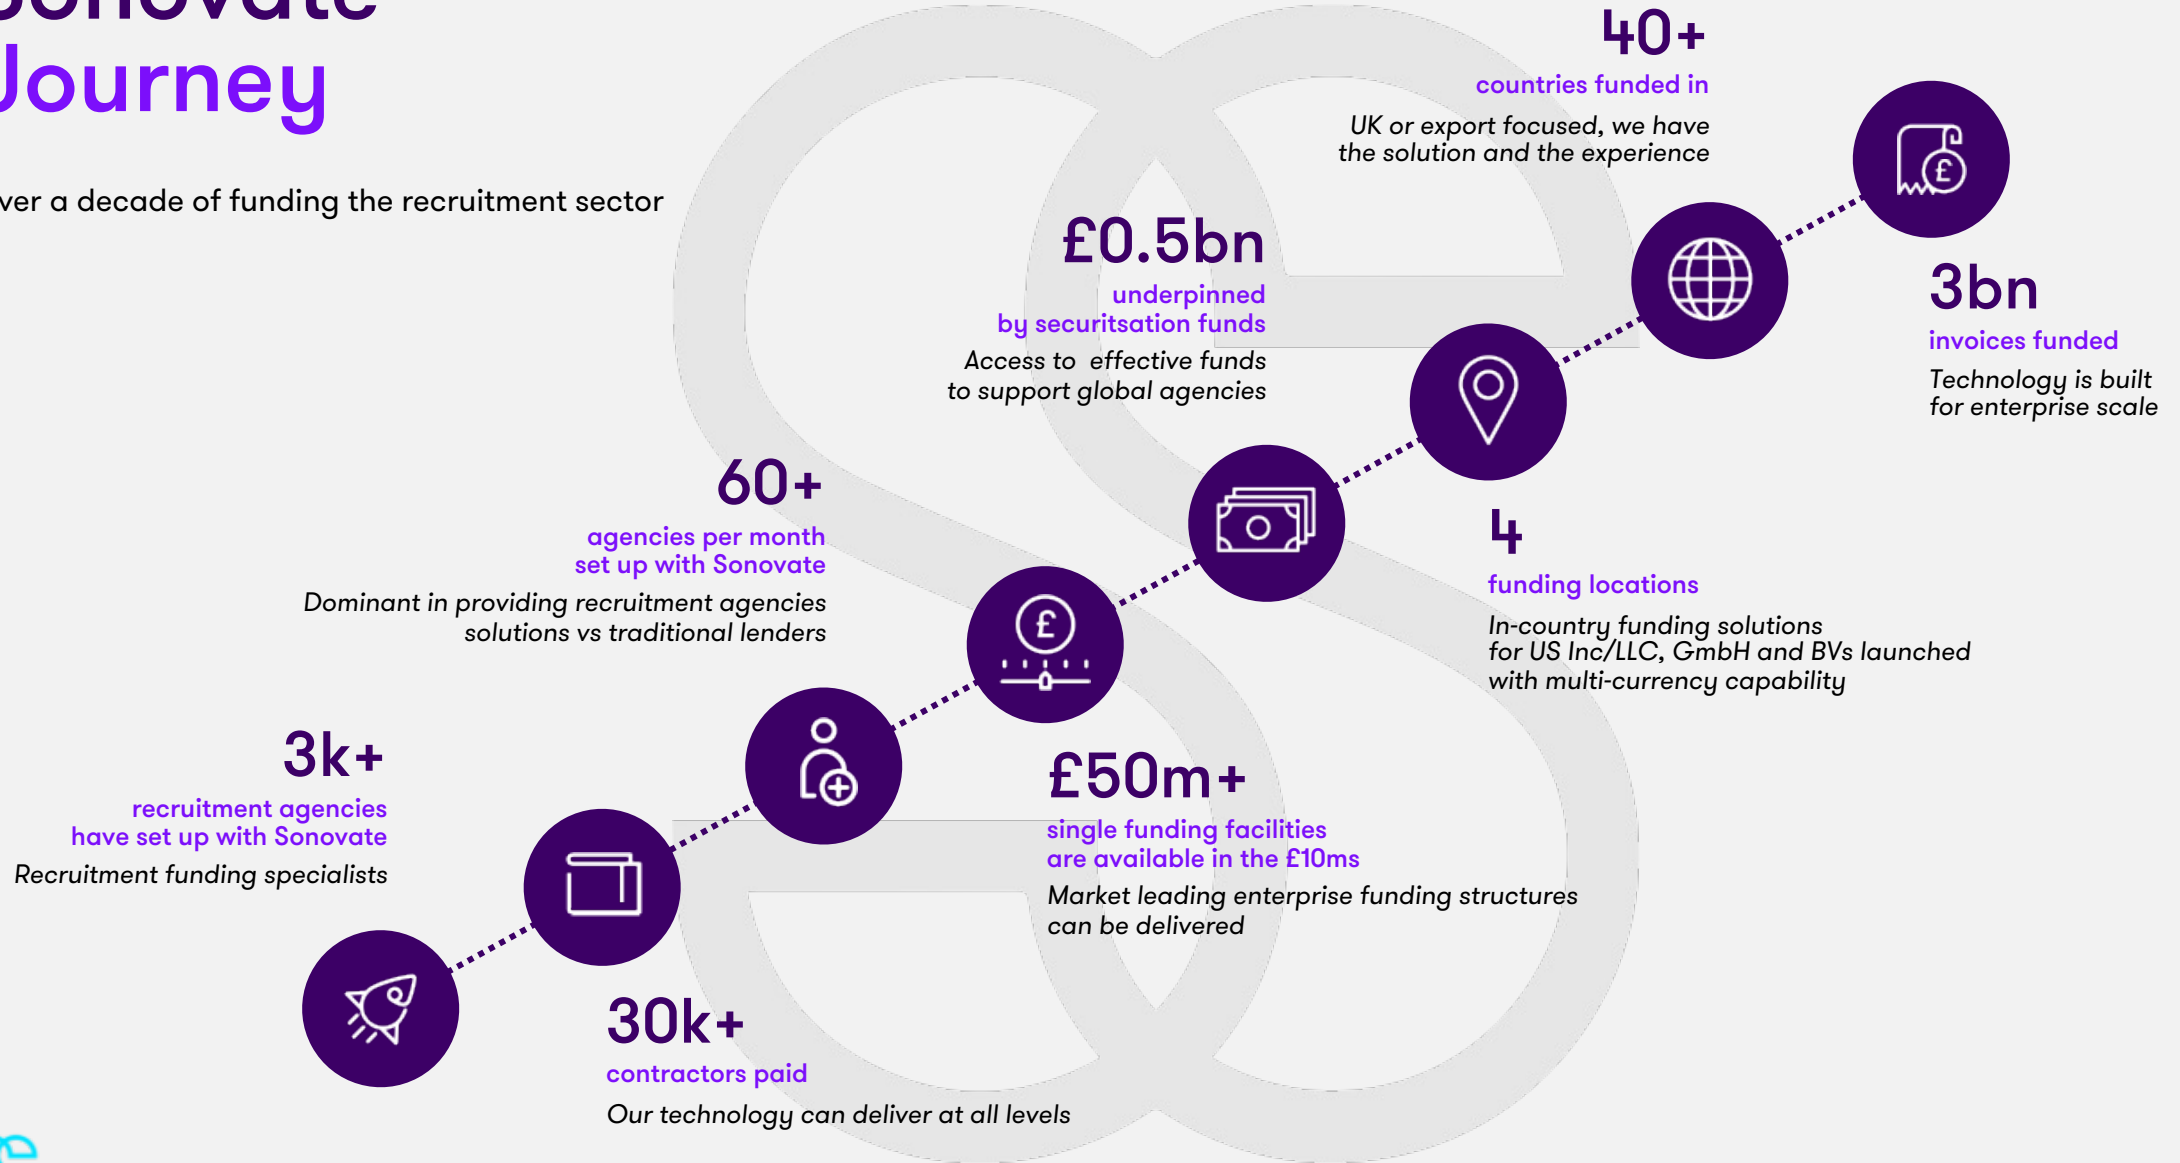 Sonovate
Journey
ver a decade of funding the recruitment sector
40+
countries funded in
UK or export focused, we have
the solution and the experience
3bn
invoices funded
Technology is built
for enterprise scale
£0.5bn
underpinned
by securitsation funds
Access to effective funds
to support global agencies
4
funding locations
In-country funding solutions
for US Inc/LLC, GmbH and BVs launched
with multi-currency capability
60+
agencies per month
set up with Sonovate
Dominant in providing recruitment agencies
solutions vs traditional lenders
£50m+
single funding facilities
are available in the £10ms
Market leading enterprise funding structures
can be delivered
3k+
recruitment agencies
have set up with Sonovate
Recruitment funding specialists
30k+
contractors paid
Our technology can deliver at all levels